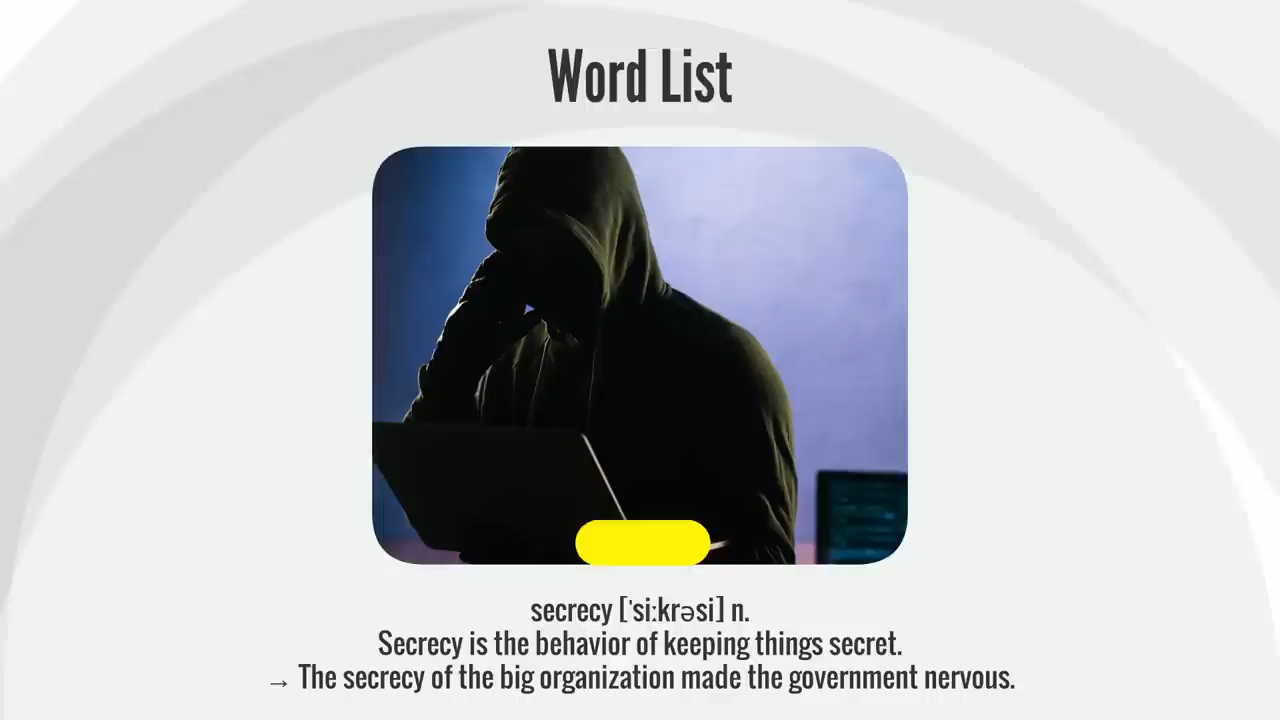 Word List
secrecy [ˈsiːkrəsi] n.
Secrecy is the behavior of keeping things secret.
→ The secrecy of the big organization made the government nervous.